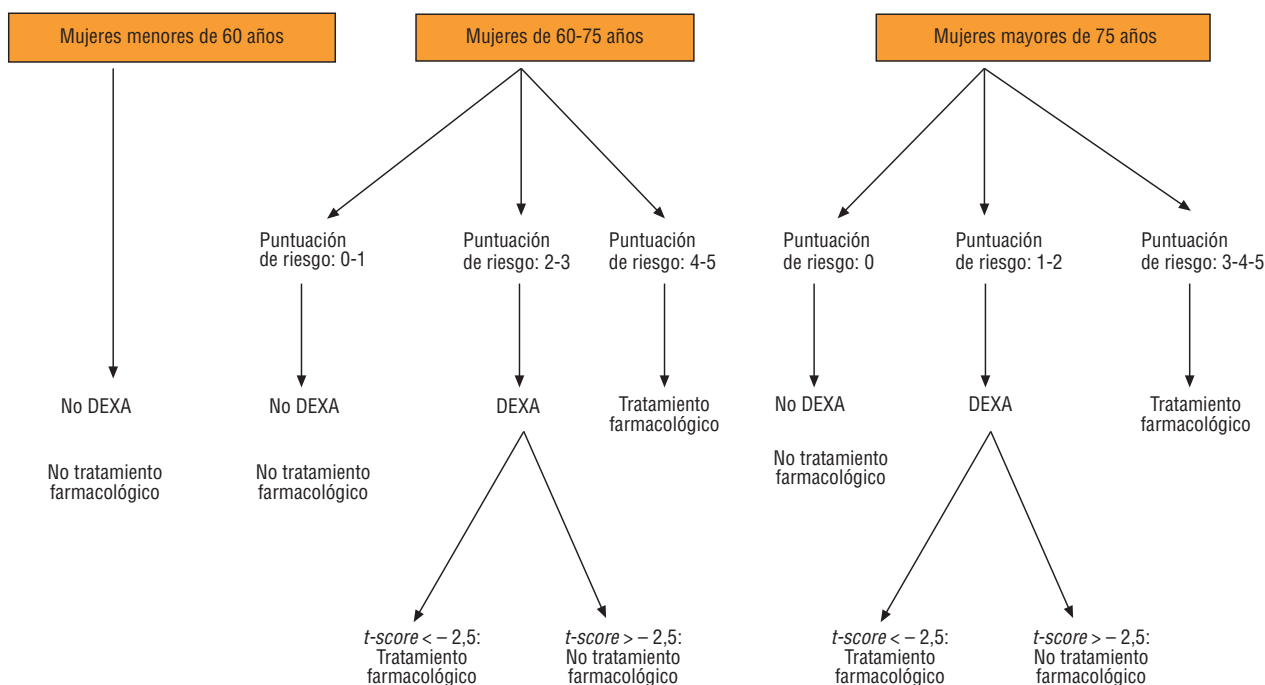 Mujeres menores de 60 años
Mujeres de 60-75 años
Mujeres mayores de 75 años
Puntuación
de riesgo: 0-1
Puntuación
de riesgo: 2-3
Puntuación
de riesgo: 4-5
Puntuación
de riesgo: 0
Puntuación
de riesgo: 1-2
Puntuación
de riesgo: 3-4-5
No DEXA
No DEXA
DEXA
Tratamiento
farmacológico
No DEXA
DEXA
Tratamiento
farmacológico
No tratamiento
farmacológico
No tratamiento
farmacológico
No tratamiento
farmacológico
t-score < – 2,5:
Tratamiento
farmacológico
t-score > – 2,5:
No tratamiento
farmacológico
t-score < – 2,5:
Tratamiento
farmacológico
t-score > – 2,5:
No tratamiento
farmacológico